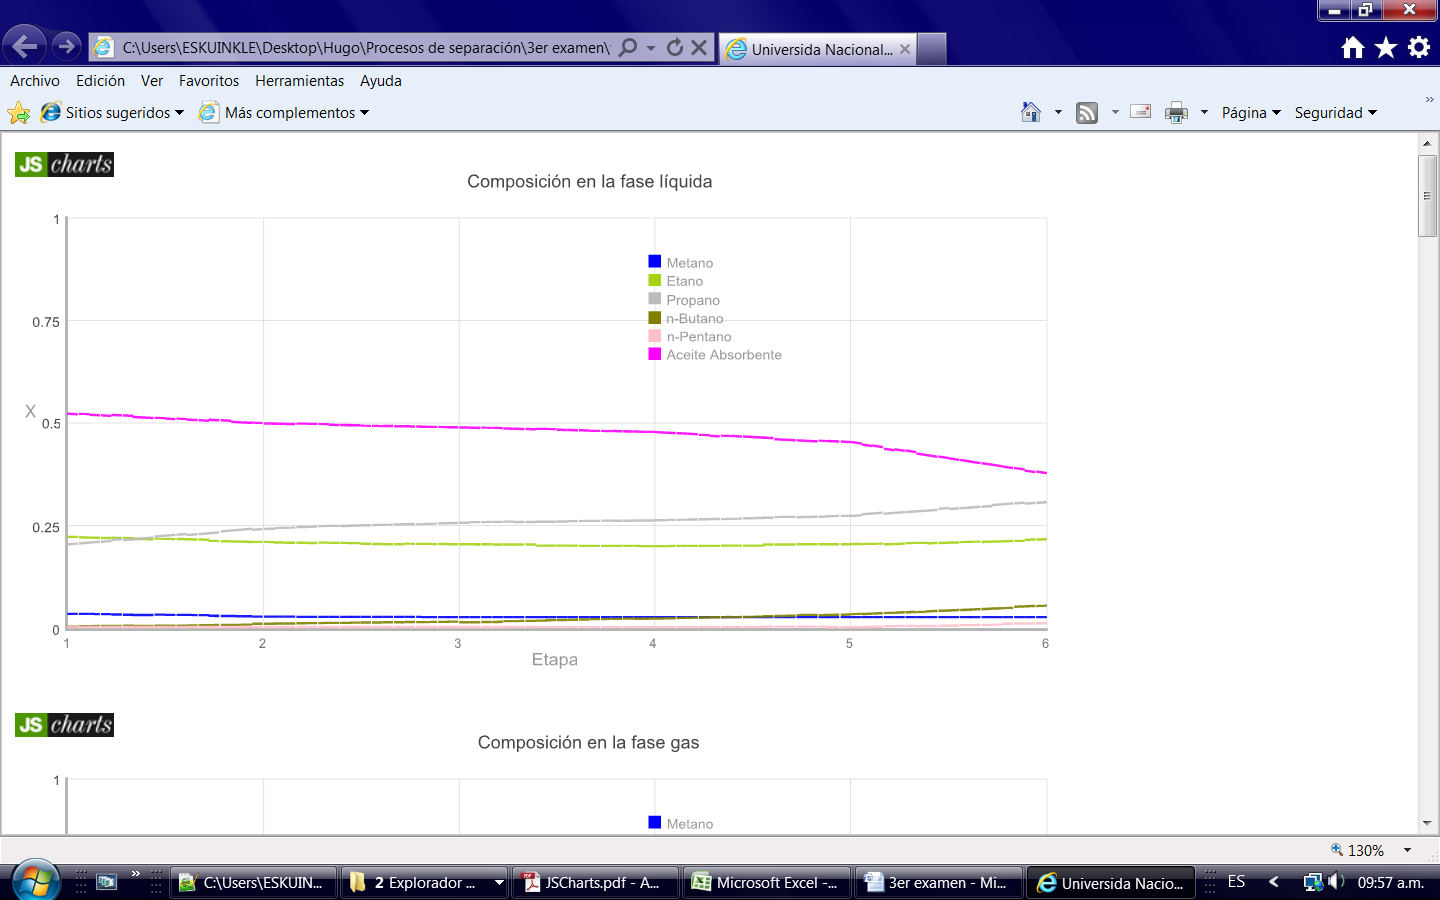 C:\Users\ESKUINKLE\Desktop\Hugo\Procesos de separación\3er examen\
Universida Nacional...
Archivo Edición Ver Favoritos Herramientas Ayuda
Sitios sugeridos Más complementos Página Seguridad
JS charts
Composición en la fase líquida
1
Metano
Etano
Propano
n-Butano
n-Pentano
Aceite Absorbente
0.75
X
0.5
0.25
0
1 2 3 4 5 6
Etapa
JS charts
Composición en la fase gas
1
Metano
130%
C:\Users\ESKUIN... 2 Explorador ... JSCharts.pdf - A... Microsoft Excel -... 3er examen - Mi... Universida Nacio... ES 09:57 a.m.